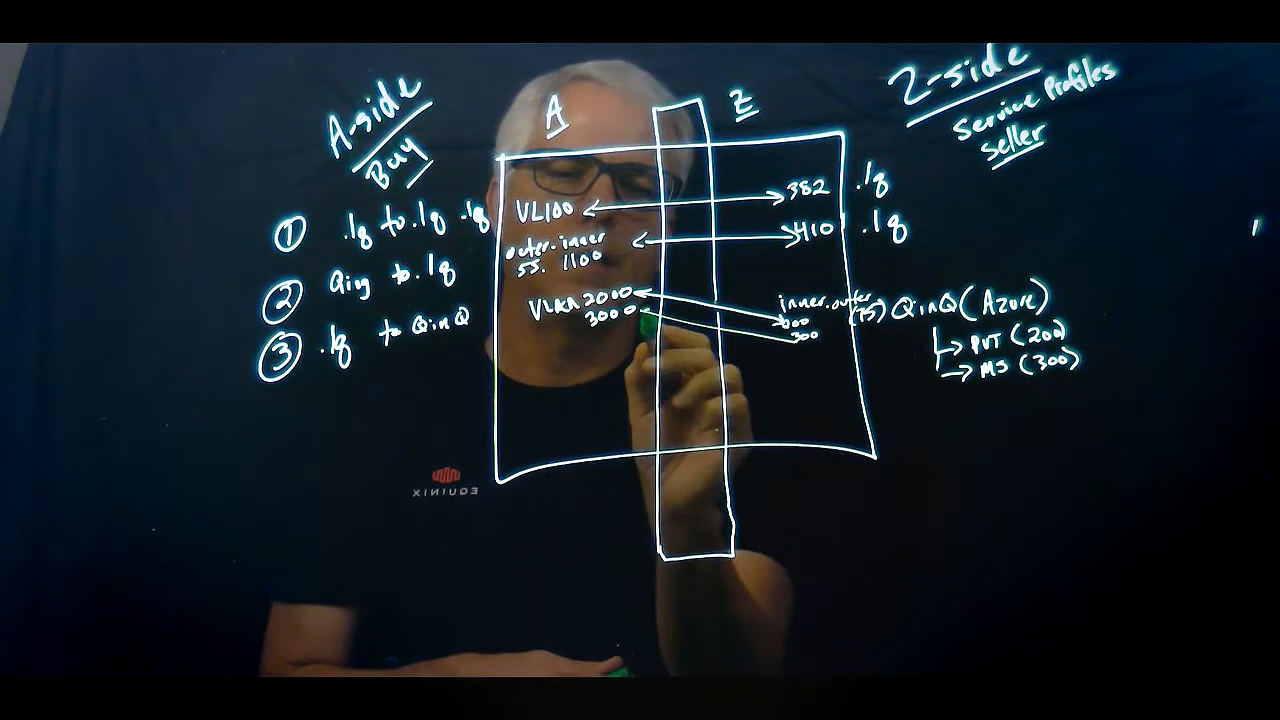 A-side
Buy
① .1q to .1q .1q
② Qinq to .1q
③ .1q to QinQ
A
Z
VL100
382 .1q
outer.inner
55. 1100
410 .1q
VLAN 2000
3000
inner.outer
300
(75) QinQ (Azure)
PVT (200)
MS (300)
Z-side
Service Profiles
Seller
EQUINIX